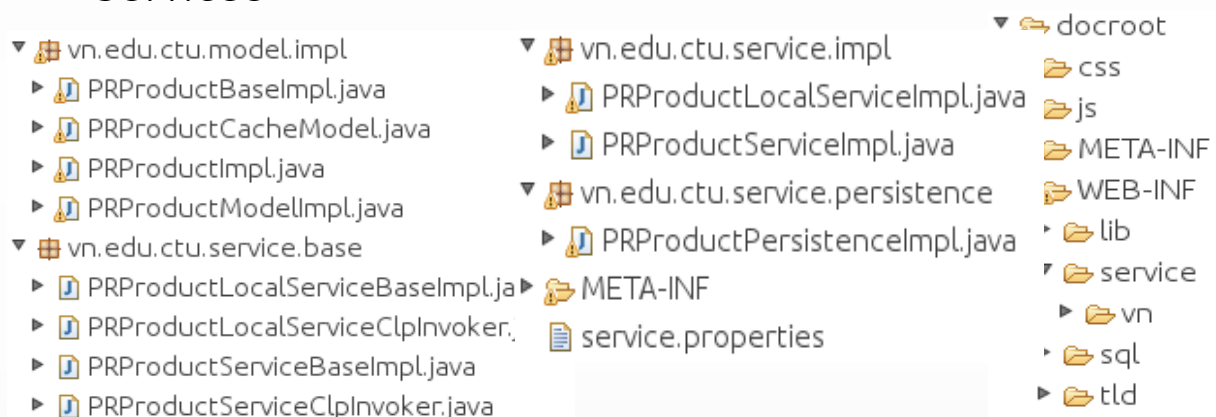 vn.edu.ctu.model.impl
PRProductBaseImpl.java
PRProductCacheModel.java
PRProductImpl.java
PRProductModelImpl.java
vn.edu.ctu.service.base
PRProductLocalServiceBaseImpl.ja
PRProductLocalServiceClpInvoker.
PRProductServiceBaseImpl.java
PRProductServiceClpInvoker.java
vn.edu.ctu.service.impl
PRProductLocalServiceImpl.java
PRProductServiceImpl.java
vn.edu.ctu.service.persistence
PRProductPersistenceImpl.java
META-INF
service.properties
docroot
css
js
META-INF
WEB-INF
lib
service
vn
sql
tld